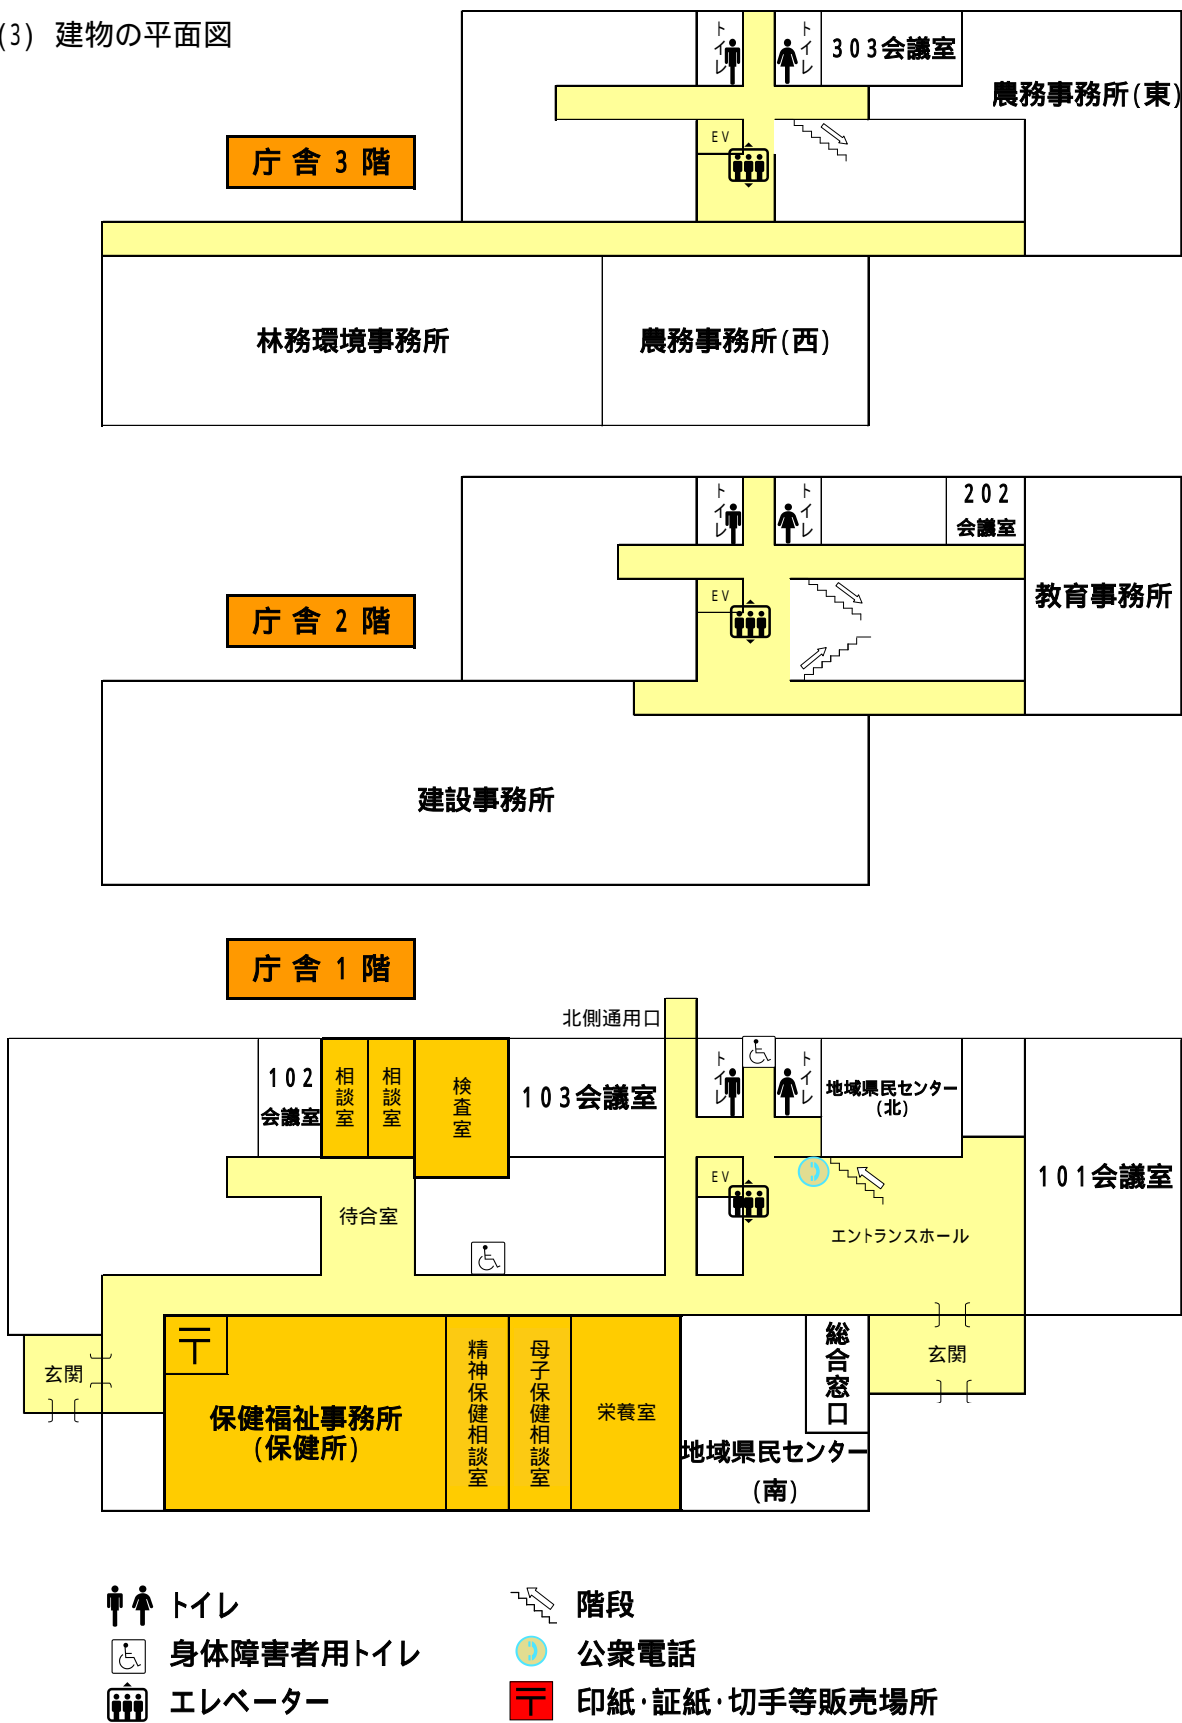 (3) 建物の平面図
トイレ
トイレ
303会議室
農務事務所(東)
EV
庁舎3階
林務環境事務所
農務事務所(西)
トイレ
トイレ
202
会議室
EV
教育事務所
庁舎2階
建設事務所
庁舎1階
北側通用口
102
会議室
相談室
相談室
検査室
103会議室
トイレ
トイレ
地域県民センター
(北)
EV
101会議室
待合室
エントランスホール
玄関
〒
保健福祉事務所
(保健所)
精神保健相談室
母子保健相談室
栄養室
総合窓口
地域県民センター
(南)
玄関
トイレ
階段
身体障害者用トイレ
公衆電話
エレベーター
〒 印紙・証紙・切手等販売場所